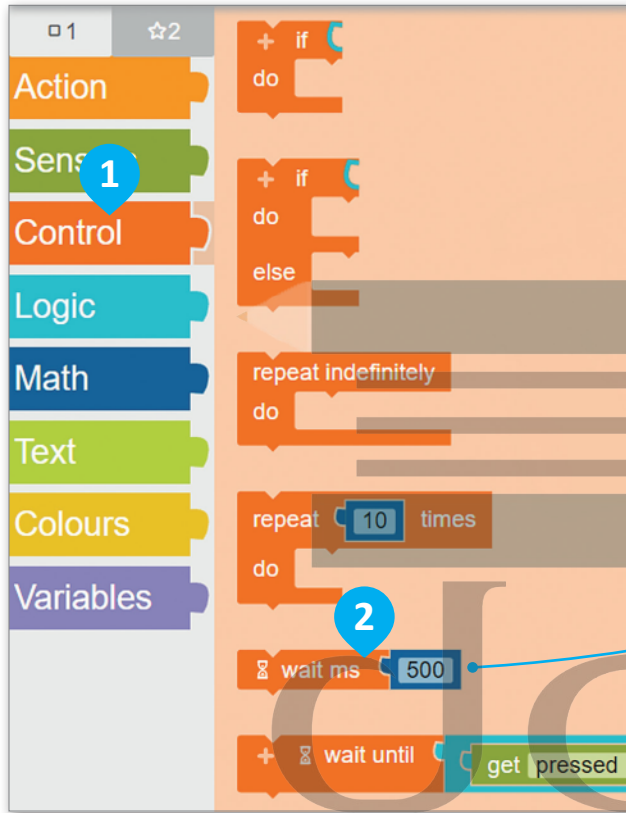 1
2
Action
Sens
1
Control
Logic
Math
Text
Colours
Variables
+ if
do
+ if
do
else
repeat indefinitely
do
repeat 10 times
do
2
wait ms 500
+ wait until get pressed